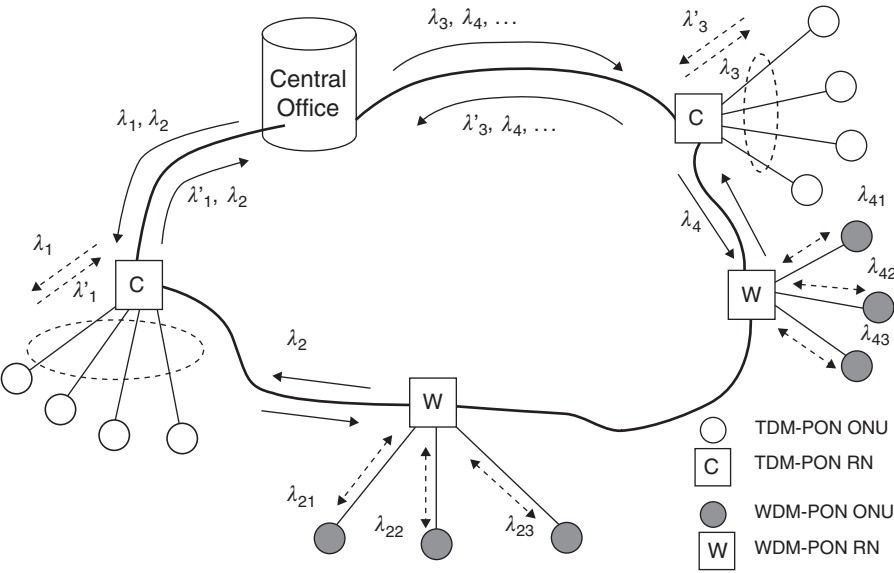 λ3, λ4, ...
λ'3
Central
Office
λ3
λ1, λ2
C
λ'3, λ4, ...
λ'1, λ2
λ41
λ4
λ1
λ42
C
λ'1
W
λ43
λ2
W
TDM-PON ONU
C
TDM-PON RN
λ21
λ22
λ23
WDM-PON ONU
W
WDM-PON RN